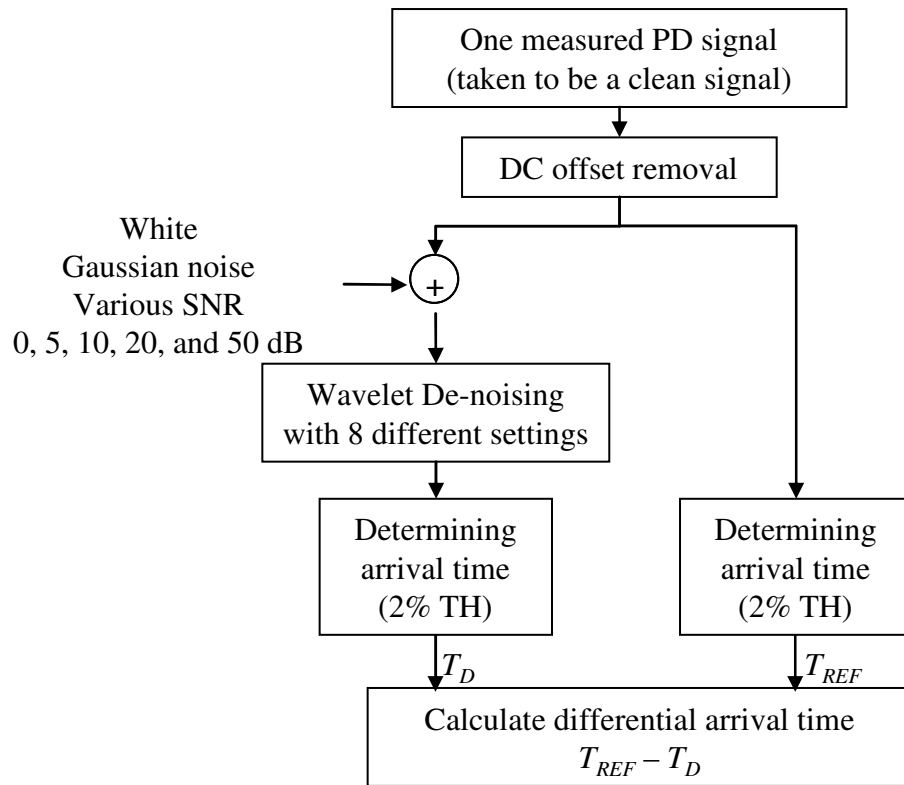 One measured PD signal
(taken to be a clean signal)
DC offset removal
White
Gaussian noise
Various SNR
0, 5, 10, 20, and 50 dB
+
Wavelet De-noising
with 8 different settings
Determining
arrival time
(2% TH)
Determining
arrival time
(2% TH)
T_D
T_REF
Calculate differential arrival time
T_REF – T_D